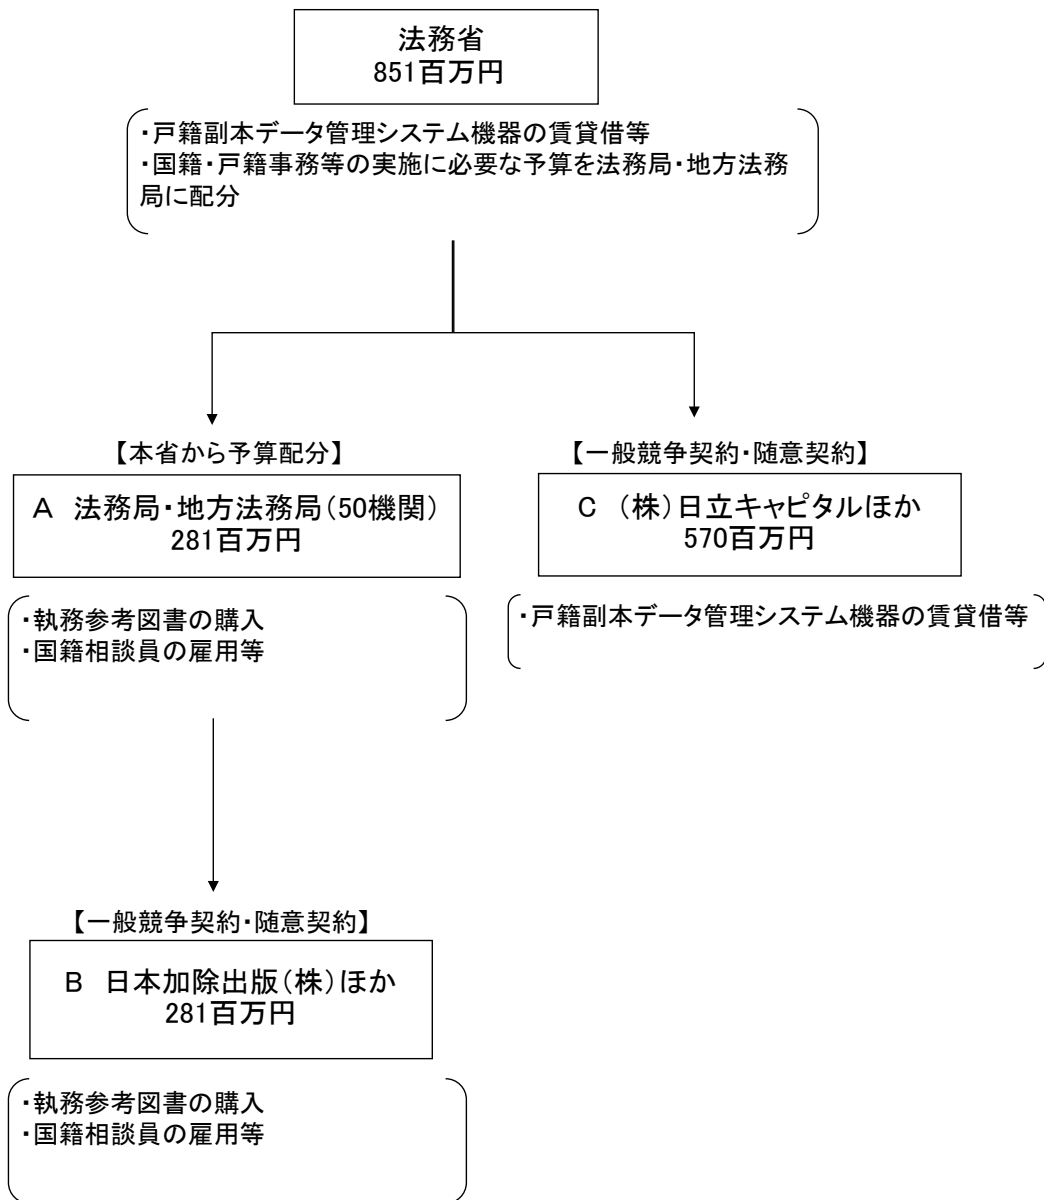 法務省
851百万円
・戸籍副本データ管理システム機器の賃貸借等
・国籍・戸籍事務等の実施に必要な予算を法務局・地方法務
局に配分
【本省から予算配分】
A 法務局・地方法務局(50機関)
281百万円
・執務参考図書の購入
・国籍相談員の雇用等
【一般競争契約・随意契約】
C (株)日立キャピタルほか
570百万円
・戸籍副本データ管理システム機器の賃貸借等
【一般競争契約・随意契約】
B 日本加除出版(株)ほか
281百万円
・執務参考図書の購入
・国籍相談員の雇用等